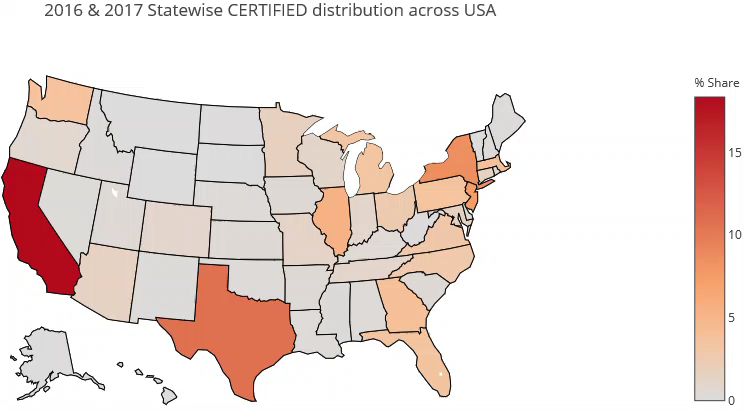 2016 & 2017 Statewise CERTIFIED distribution across USA
% Share
15
10
5
0